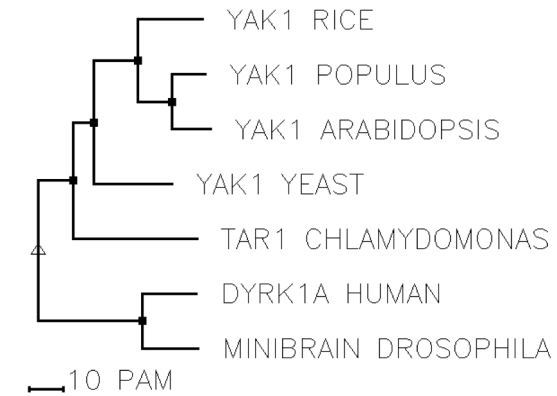 YAK1 RICE
YAK1 POPULUS
YAK1 ARABIDOPSIS
YAK1 YEAST
TAR1 CHLAMYDOMONAS
DYRK1A HUMAN
MINIBRAIN DROSOPHILA
10 PAM